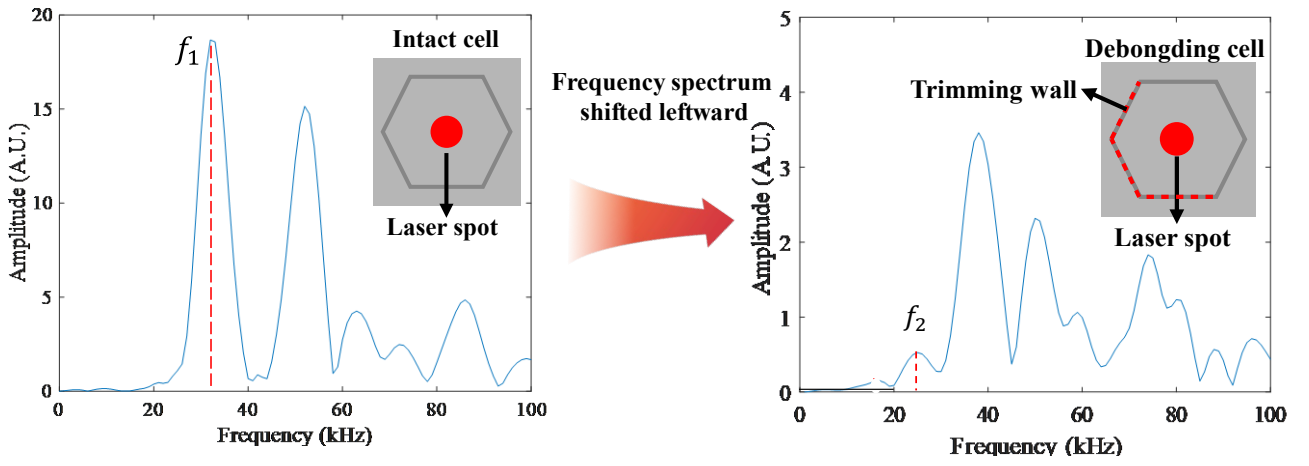 20
15
10
5
0
Amplitude (A.U.)
f₁
Intact cell
Laser spot
0 20 40 60 80 100
Frequency (kHz)
Frequency spectrum
shifted leftward
5
4
3
2
1
0
Amplitude (A.U.)
f₂
Debongding cell
Trimming wall
Laser spot
0 20 40 60 80 100
Frequency (kHz)